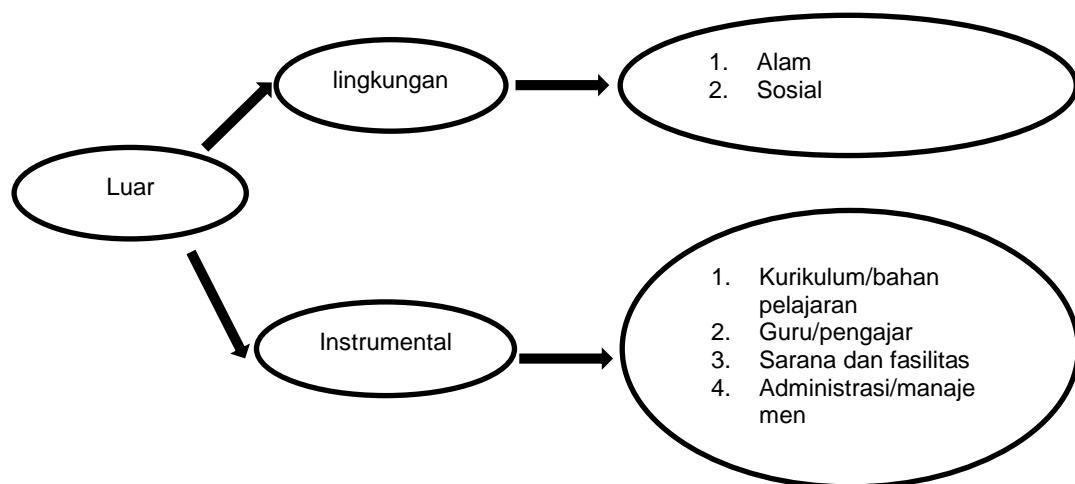 lingkungan
1. Alam
2. Sosial
Luar
Instrumental
1. Kurikulum/bahan
pelajaran
2. Guru/pengajar
3. Sarana dan fasilitas
4. Administrasi/manaje
men